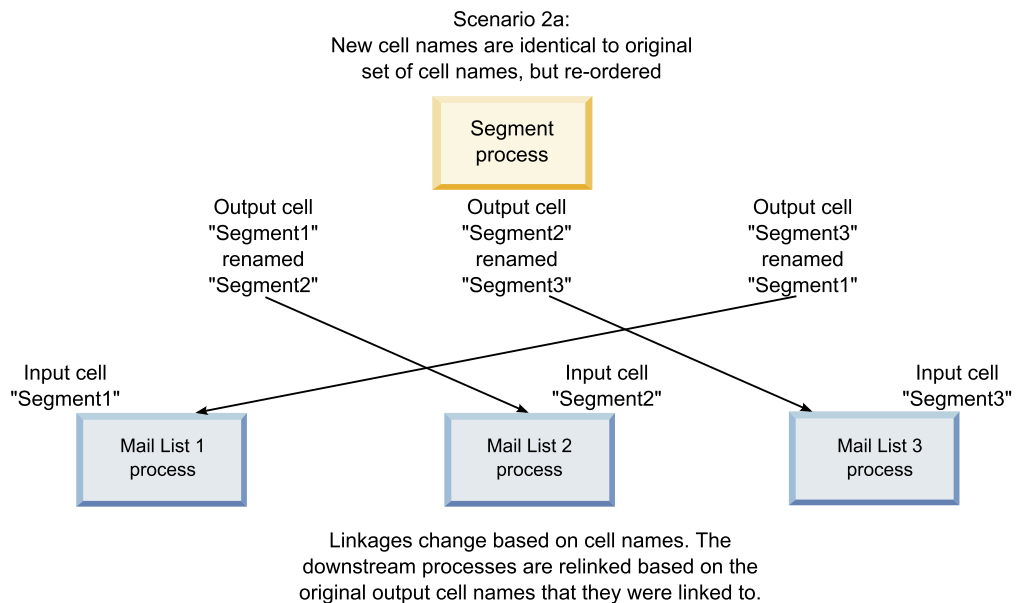 Scenario 2a:
New cell names are identical to original
set of cell names, but re-ordered
Segment
process
Output cell
"Segment1"
renamed
"Segment2"
Output cell
"Segment2"
renamed
"Segment3"
Output cell
"Segment3"
renamed
"Segment1"
Input cell
"Segment1"
Input cell
"Segment2"
Input cell
"Segment3"
Mail List 1
process
Mail List 2
process
Mail List 3
process
Linkages change based on cell names. The
downstream processes are relinked based on the
original output cell names that they were linked to.